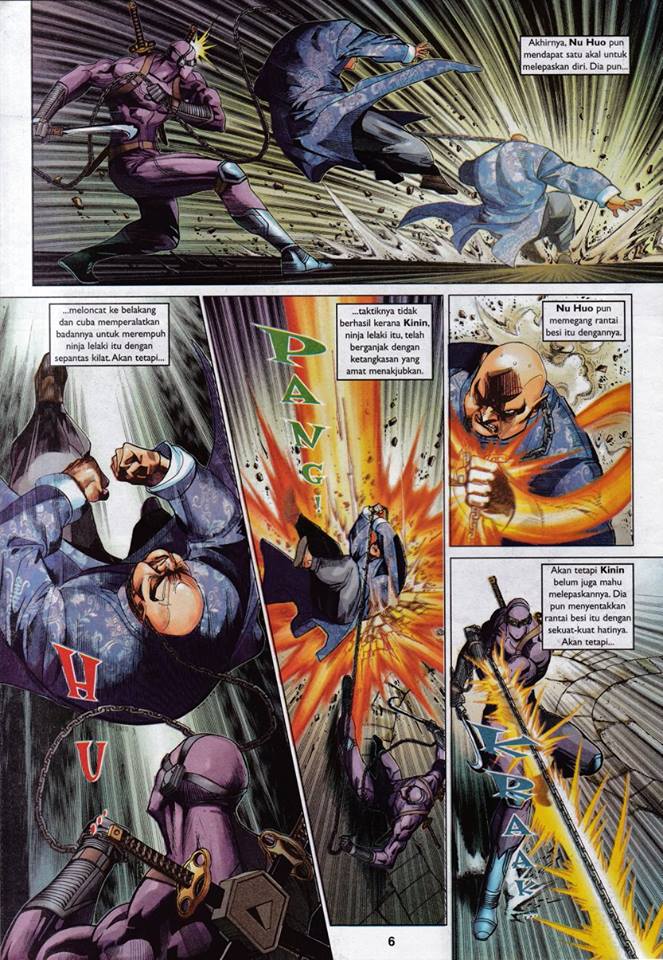 Akhirnya, Nu Huo pun
mendapat satu akal untuk
melepaskan diri. Dia pun...
...meloncat ke belakang
dan cuba memperalatkan
badannya untuk merempuh
ninja lelaki itu dengan
sepantas kilat. Akan tetapi...
HU
PANG!
...taktiknya tidak
berhasil kerana Kinin,
ninja lelaki itu, telah
berganjak dengan
ketangkasan yang
amat menakjubkan.
Nu Huo pun
memegang rantai
besi itu dengannya.
Akan tetapi Kinin
belum juga mahu
melepaskannya. Dia
pun menyentakkan
rantai besi itu dengan
sekuat-kuat hatinya.
Akan tetapi...
KRAAK
6